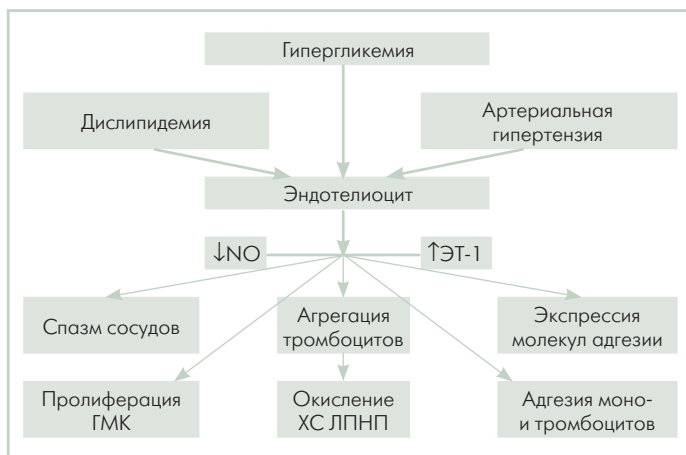 Гипергликемия
Дислипидемия
Артериальная
гипертензия
Эндотелиоцит
↓NO
↑ЭТ-1
Спазм сосудов
Агрегация
тромбоцитов
Экспрессия
молекул адгезии
Пролиферация
ГМК
Окисление
ХС ЛПНП
Адгезия моно-
и тромбоцитов